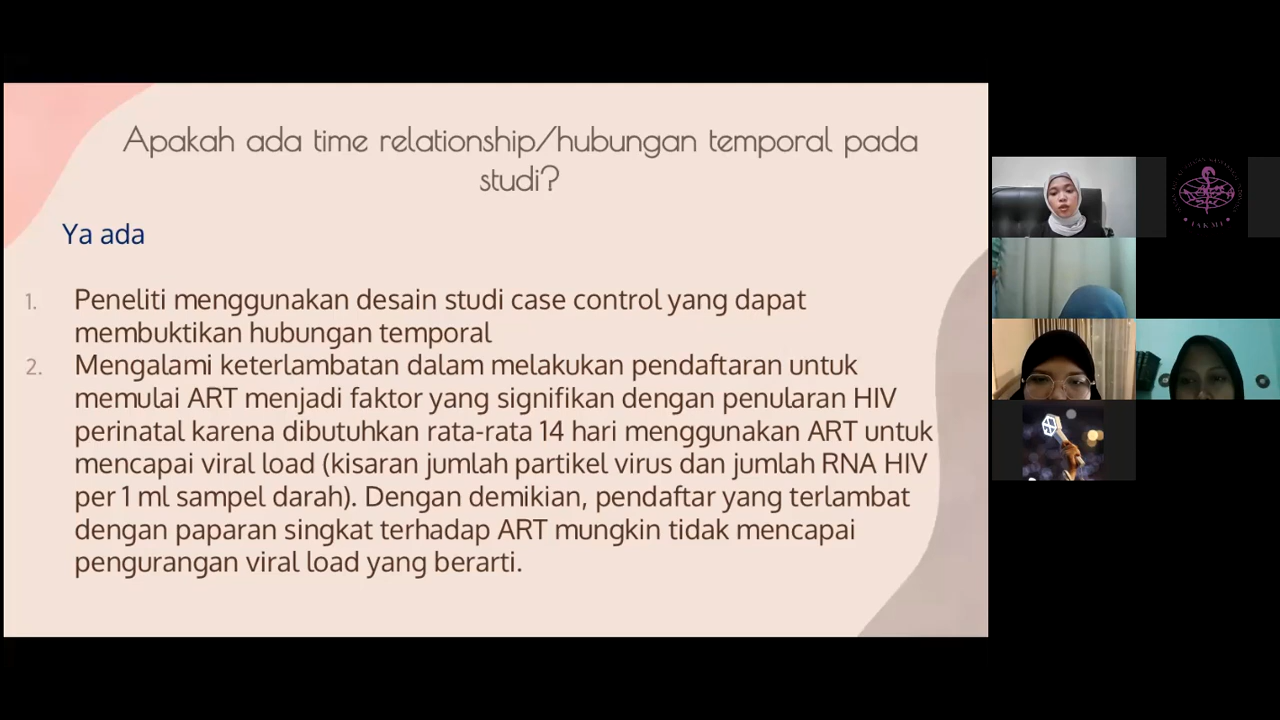 Apakah ada time relationship/hubungan temporal pada
studi?
Ya ada
1. Peneliti menggunakan desain studi case control yang dapat
membuktikan hubungan temporal
2. Mengalami keterlambatan dalam melakukan pendaftaran untuk
memulai ART menjadi faktor yang signifikan dengan penularan HIV
perinatal karena dibutuhkan rata-rata 14 hari menggunakan ART untuk
mencapai viral load (kisaran jumlah partikel virus dan jumlah RNA HIV
per 1 ml sampel darah). Dengan demikian, pendaftar yang terlambat
dengan paparan singkat terhadap ART mungkin tidak mencapai
pengurangan viral load yang berarti.